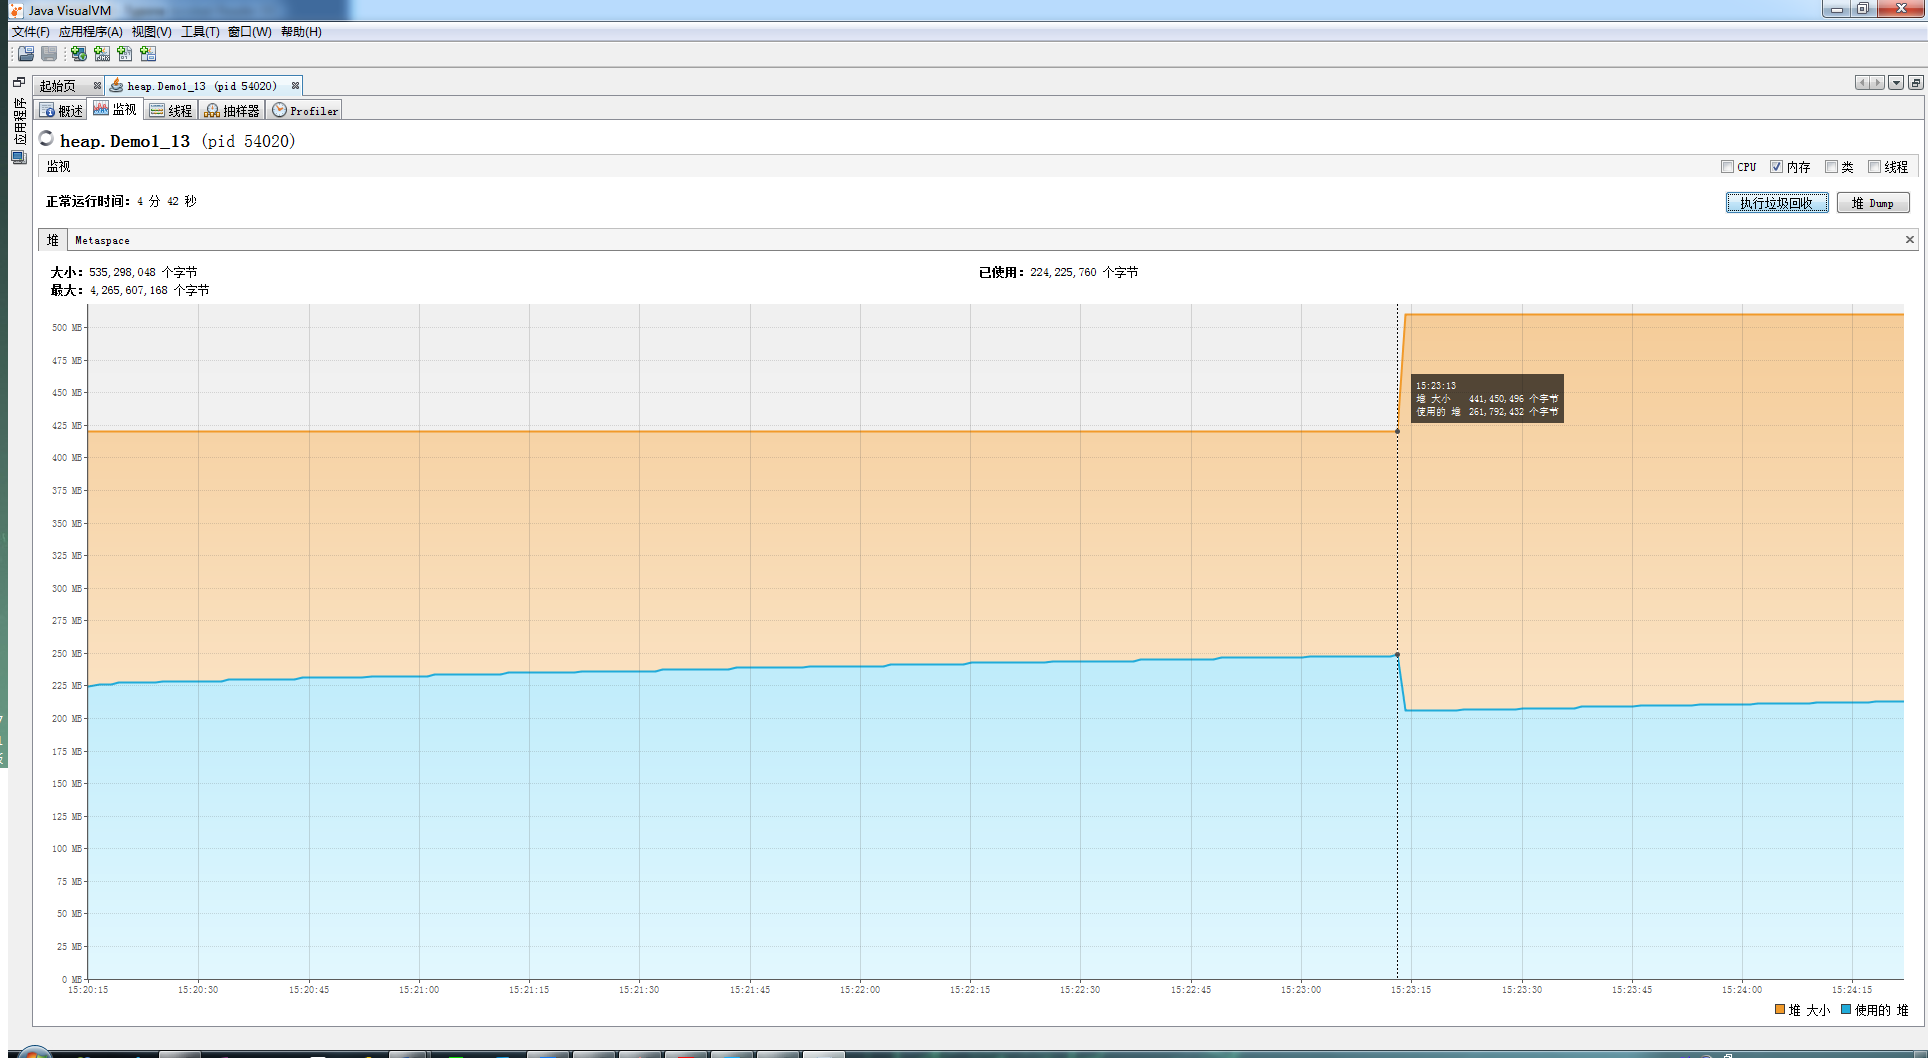 Java VisualVM
文件(F) 应用程序(A) 视图(V) 工具(T) 窗口(W) 帮助(H)
应用程序
起始页 heap.Demo1_13 (pid 54020)
概述 监视 线程 抽样器 Profiler
heap.Demo1_13 (pid 54020)
监视 CPU 内存 类 线程
正常运行时间: 4 分 42 秒 执行垃圾回收 堆 Dump
堆 Metaspace
大小: 535,298,048 个字节 已使用: 224,225,760 个字节
最大: 4,265,607,168 个字节
500 MB
475 MB
450 MB
425 MB
400 MB
375 MB
350 MB
325 MB
300 MB
275 MB
250 MB
225 MB
200 MB
175 MB
150 MB
125 MB
100 MB
75 MB
50 MB
25 MB
0 MB
15:23:13
堆 大小 441,450,496 个字节
使用的 堆 261,792,432 个字节
15:20:15 15:20:30 15:20:45 15:21:00 15:21:15 15:21:30 15:21:45 15:22:00 15:22:15 15:22:30 15:22:45 15:23:00 15:23:15 15:23:30 15:23:45 15:24:00 15:24:15
堆 大小 使用的 堆